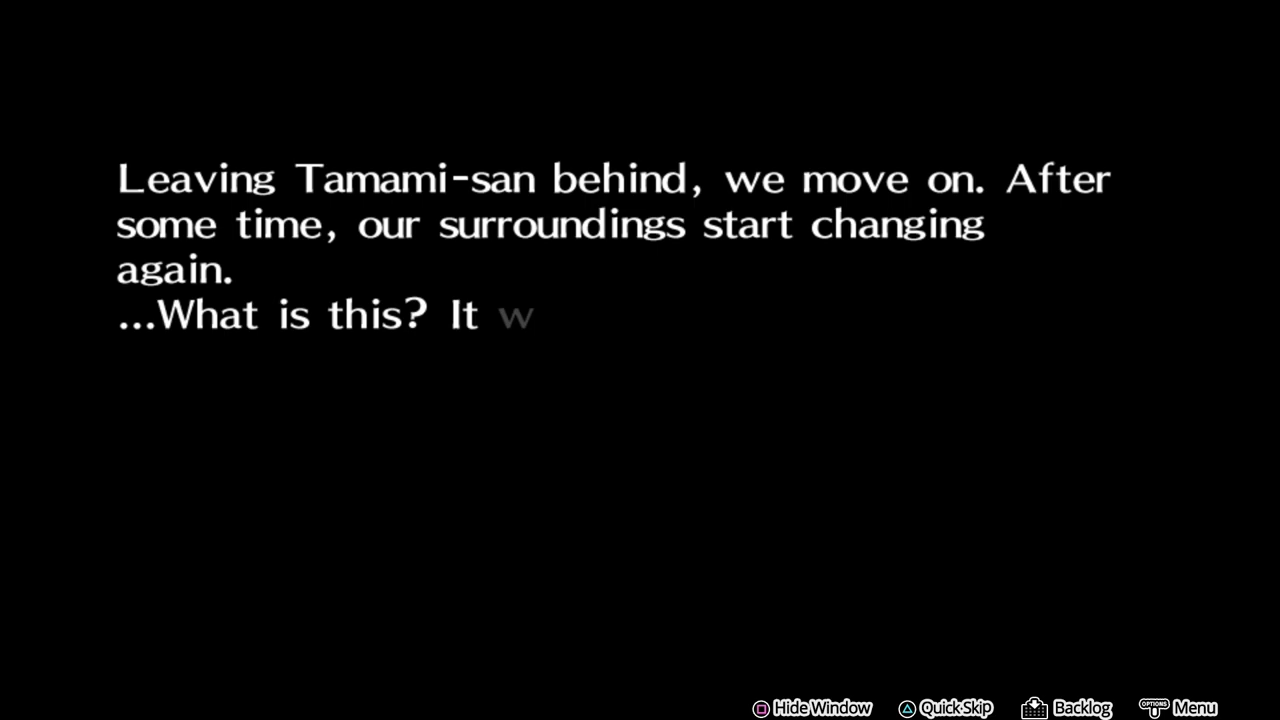 Leaving Tamami-san behind, we move on. After
some time, our surroundings start changing
again.
...What is this? It w
Hide Window Quick Skip Backlog OPTIONS Menu